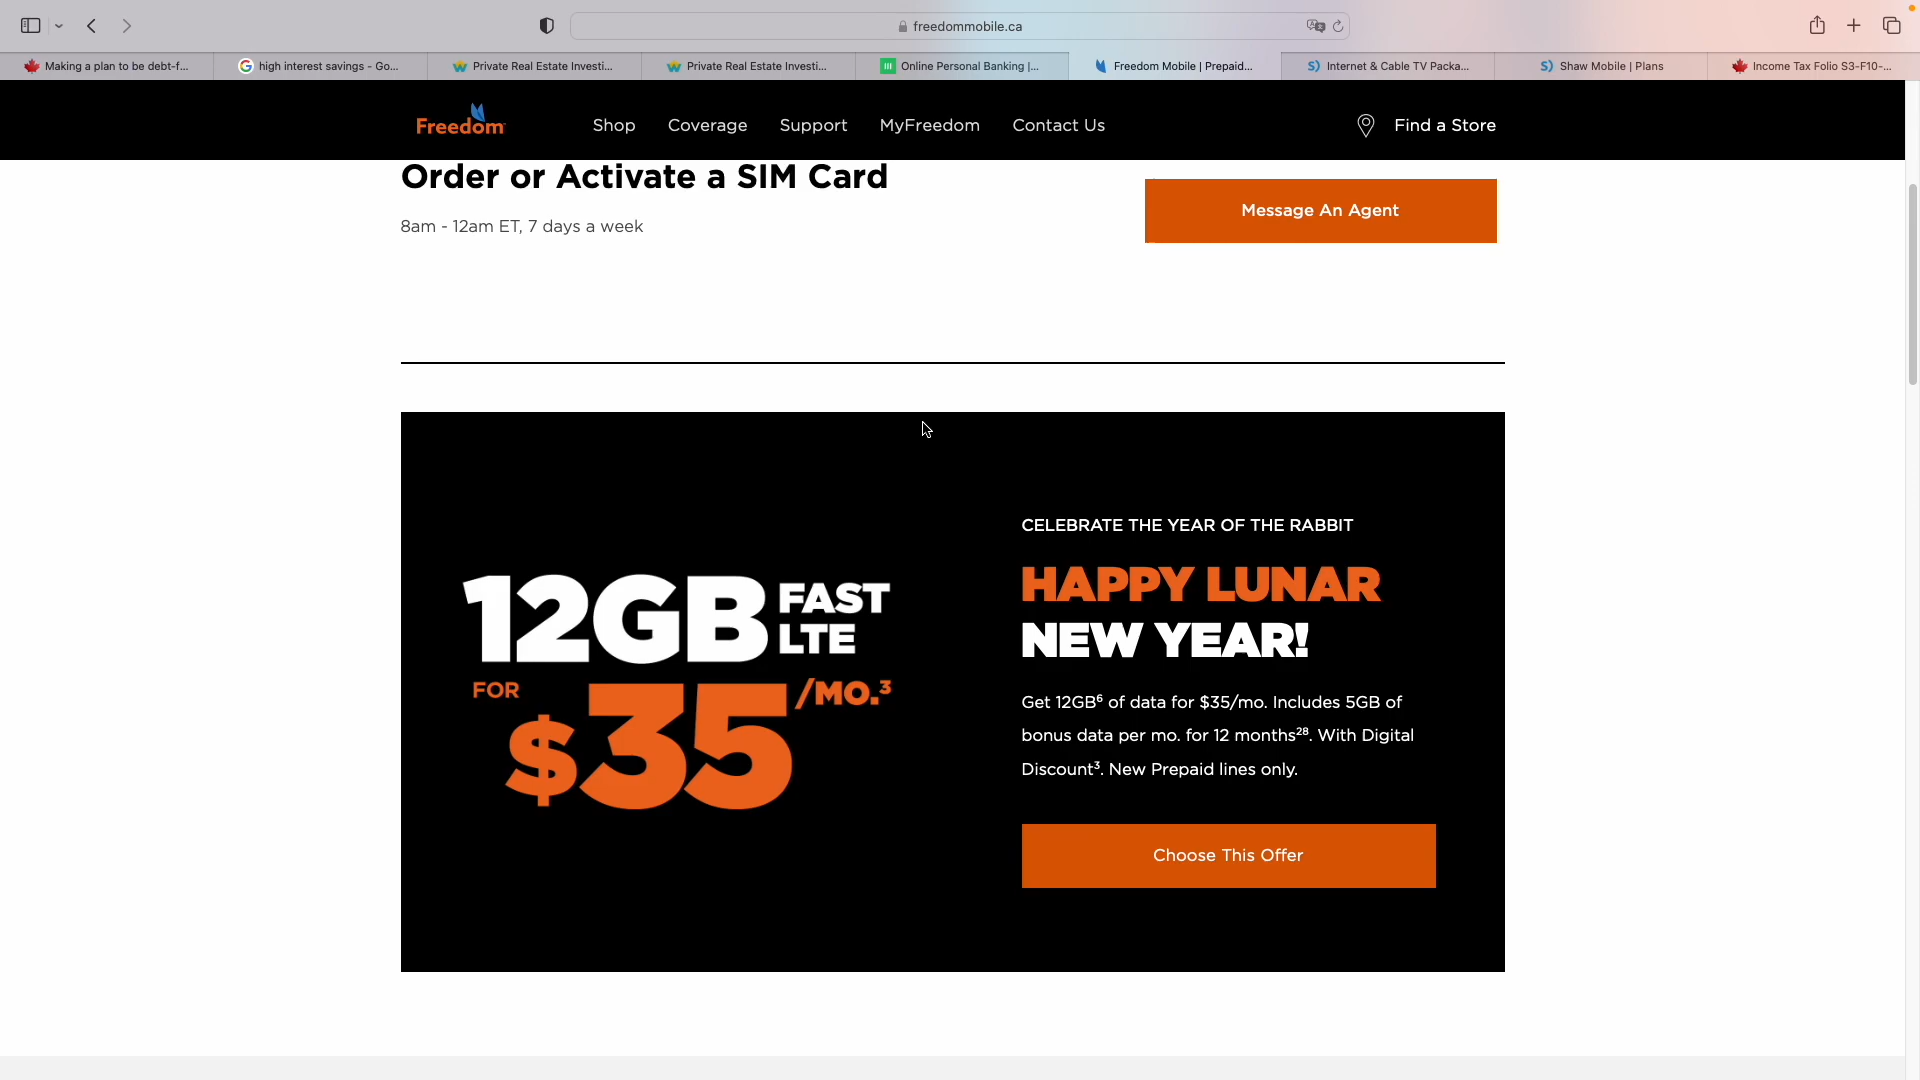 freedommobile.ca
Making a plan to be debt-f...
high interest savings - Go...
Private Real Estate Investi...
Private Real Estate Investi...
Online Personal Banking |...
Freedom Mobile | Prepaid...
Internet & Cable TV Packa...
Shaw Mobile | Plans
Income Tax Folio S3-F10-...
Freedom
Shop
Coverage
Support
MyFreedom
Contact Us
Find a Store
Order or Activate a SIM Card
8am - 12am ET, 7 days a week
Message An Agent
12GB FAST
LTE
FOR $35 /MO.³
CELEBRATE THE YEAR OF THE RABBIT
HAPPY LUNAR
NEW YEAR!
Get 12GB⁶ of data for $35/mo. Includes 5GB of
bonus data per mo. for 12 months²⁸. With Digital
Discount³. New Prepaid lines only.
Choose This Offer